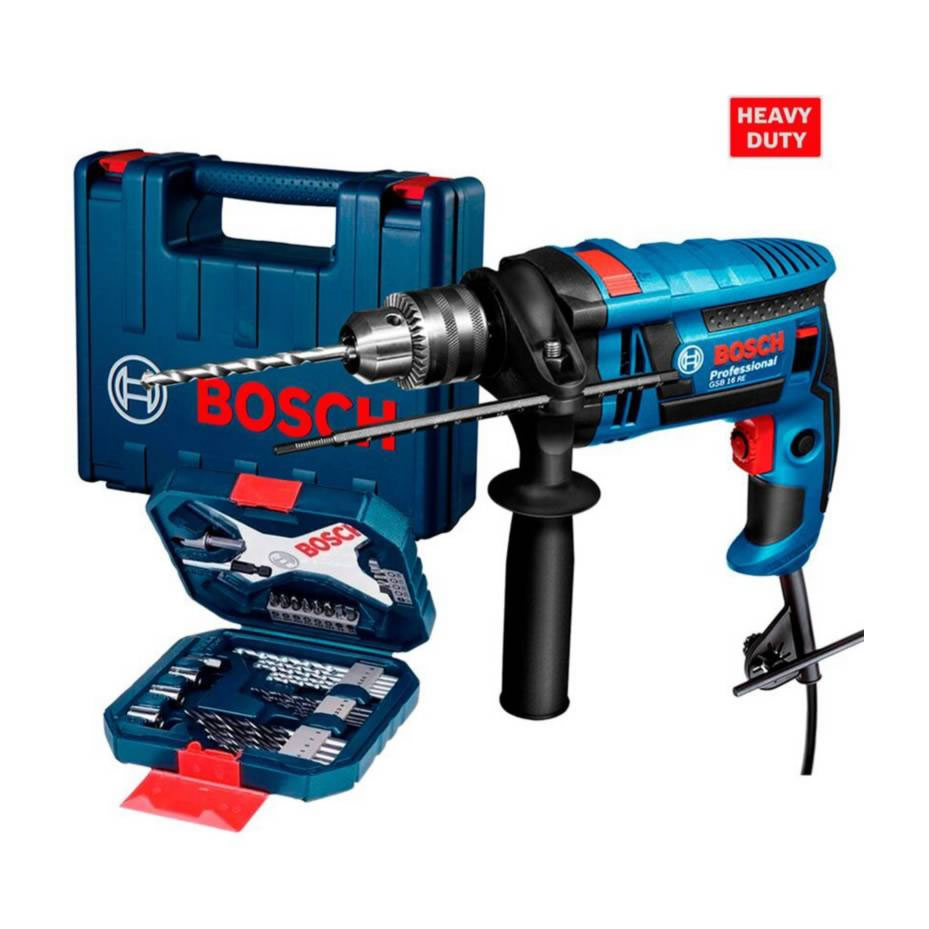 HEAVY
DUTY
BOSCH
BOSCH
Professional
GSB 16 RE
BOSCH